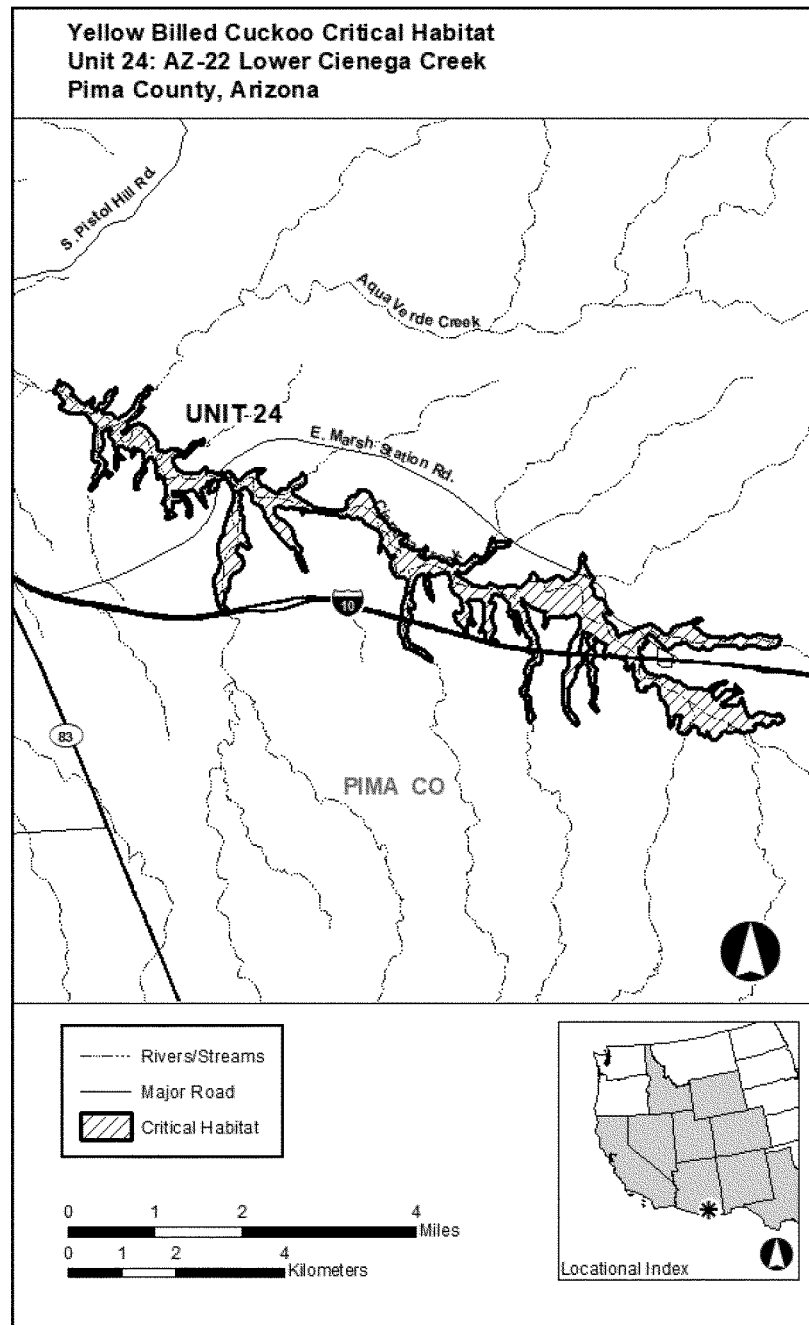 Yellow Billed Cuckoo Critical Habitat
Unit 24: AZ-22 Lower Cienega Creek
Pima County, Arizona
S. Pistol Hill Rd.
Aqua Verde Creek
UNIT 24
E. Marsh Station Rd.
10
83
PIMA CO
Rivers/Streams
Major Road
Critical Habitat
0 1 2 4
Miles
0 1 2 4
Kilometers
Locational Index